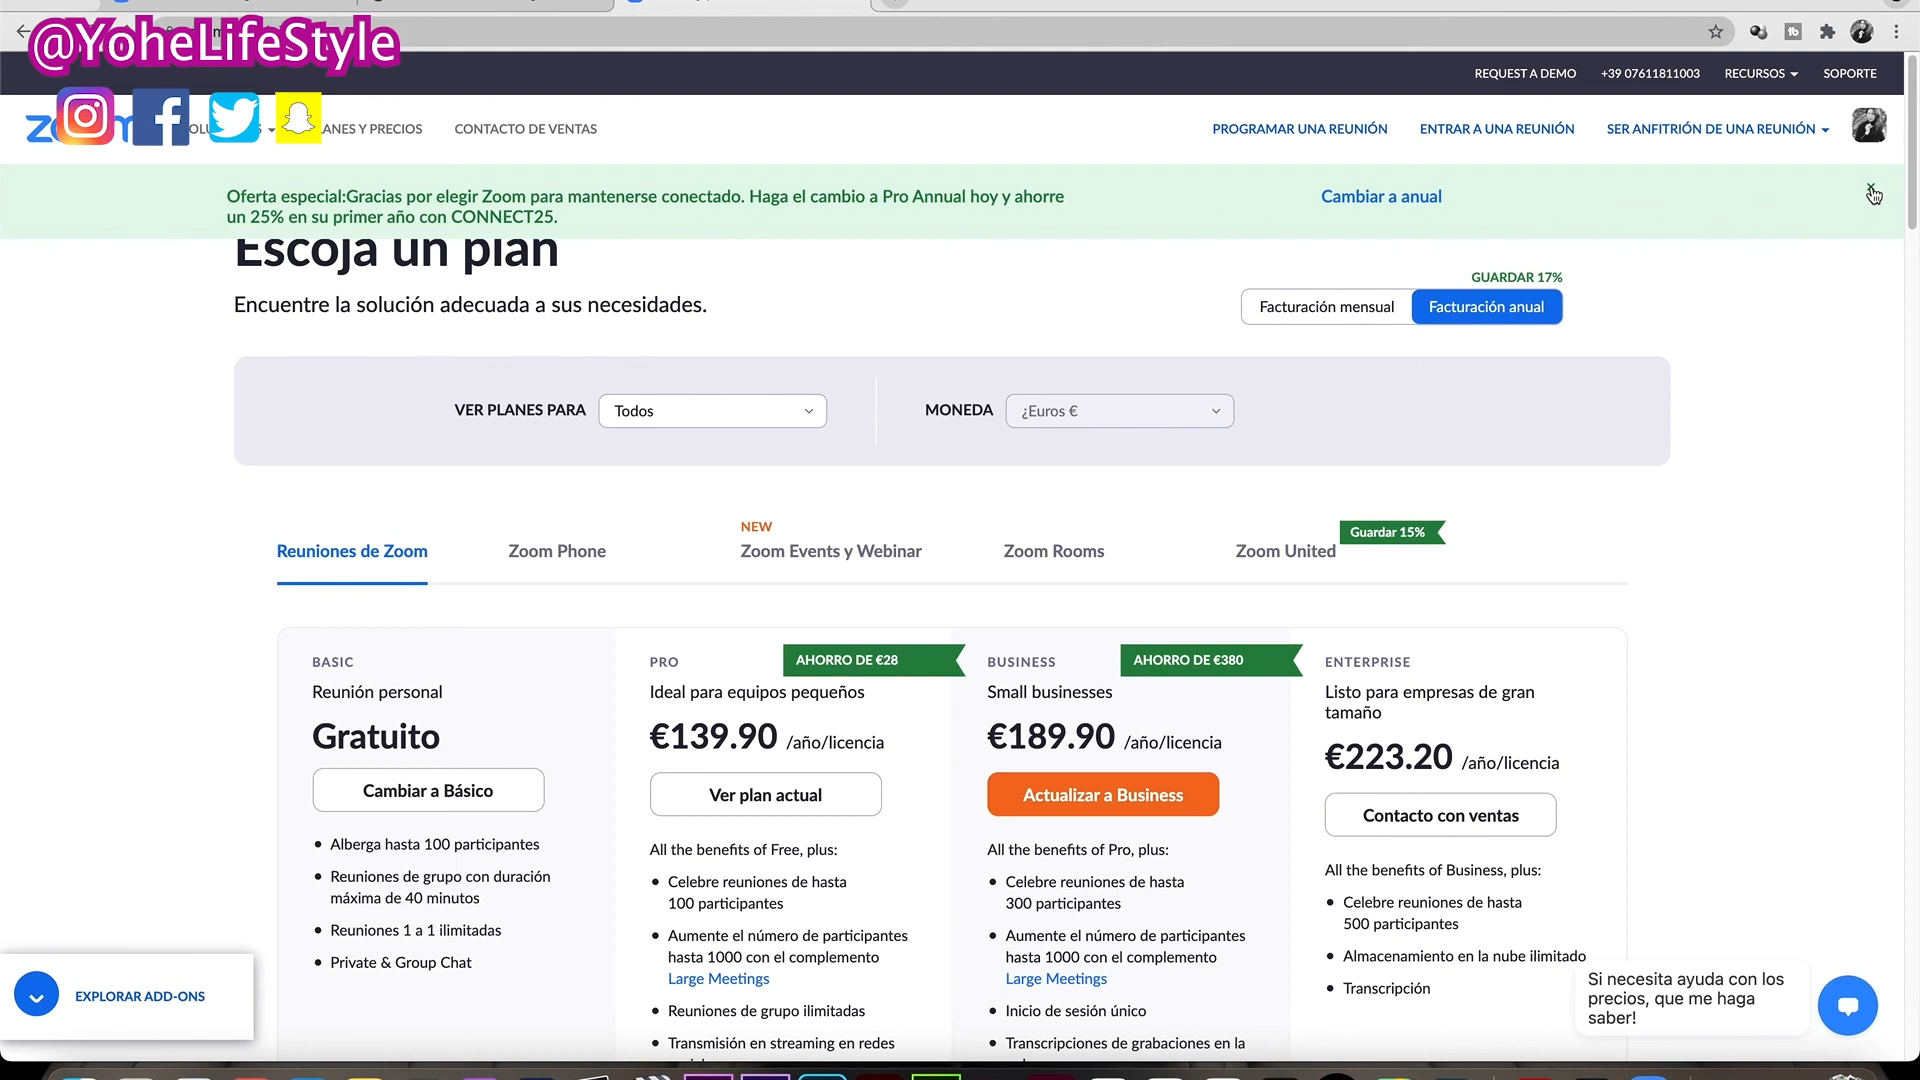 @YoheLifeStyle
REQUEST A DEMO
+39 07611811003
RECURSOS
SOPORTE
ANES Y PRECIOS
CONTACTO DE VENTAS
PROGRAMAR UNA REUNIÓN
ENTRAR A UNA REUNIÓN
SER ANFITRIÓN DE UNA REUNIÓN
Oferta especial:Gracias por elegir Zoom para mantenerse conectado. Haga el cambio a Pro Annual hoy y ahorre
un 25% en su primer año con CONNECT25.
Cambiar a anual
Escoja un plan
Encuentre la solución adecuada a sus necesidades.
GUARDAR 17%
Facturación mensual
Facturación anual
VER PLANES PARA
Todos
MONEDA
¿Euros €
Reuniones de Zoom
Zoom Phone
NEW
Zoom Events y Webinar
Zoom Rooms
Zoom United
Guardar 15%
BASIC
Reunión personal
Gratuito
Cambiar a Básico
• Alberga hasta 100 participantes
• Reuniones de grupo con duración
máxima de 40 minutos
• Reuniones 1 a 1 ilimitadas
• Private & Group Chat
PRO
AHORRO DE €28
Ideal para equipos pequeños
€139.90 /año/licencia
Ver plan actual
All the benefits of Free, plus:
• Celebre reuniones de hasta
100 participantes
• Aumente el número de participantes
hasta 1000 con el complemento
Large Meetings
• Reuniones de grupo ilimitadas
• Transmisión en streaming en redes
BUSINESS
AHORRO DE €380
Small businesses
€189.90 /año/licencia
Actualizar a Business
All the benefits of Pro, plus:
• Celebre reuniones de hasta
300 participantes
• Aumente el número de participantes
hasta 1000 con el complemento
Large Meetings
• Inicio de sesión único
• Transcripciones de grabaciones en la
ENTERPRISE
Listo para empresas de gran
tamaño
€223.20 /año/licencia
Contacto con ventas
All the benefits of Business, plus:
• Celebre reuniones de hasta
500 participantes
• Almacenamiento en la nube ilimitado
• Transcripción
EXPLORAR ADD-ONS
Si necesita ayuda con los
precios, que me haga
saber!